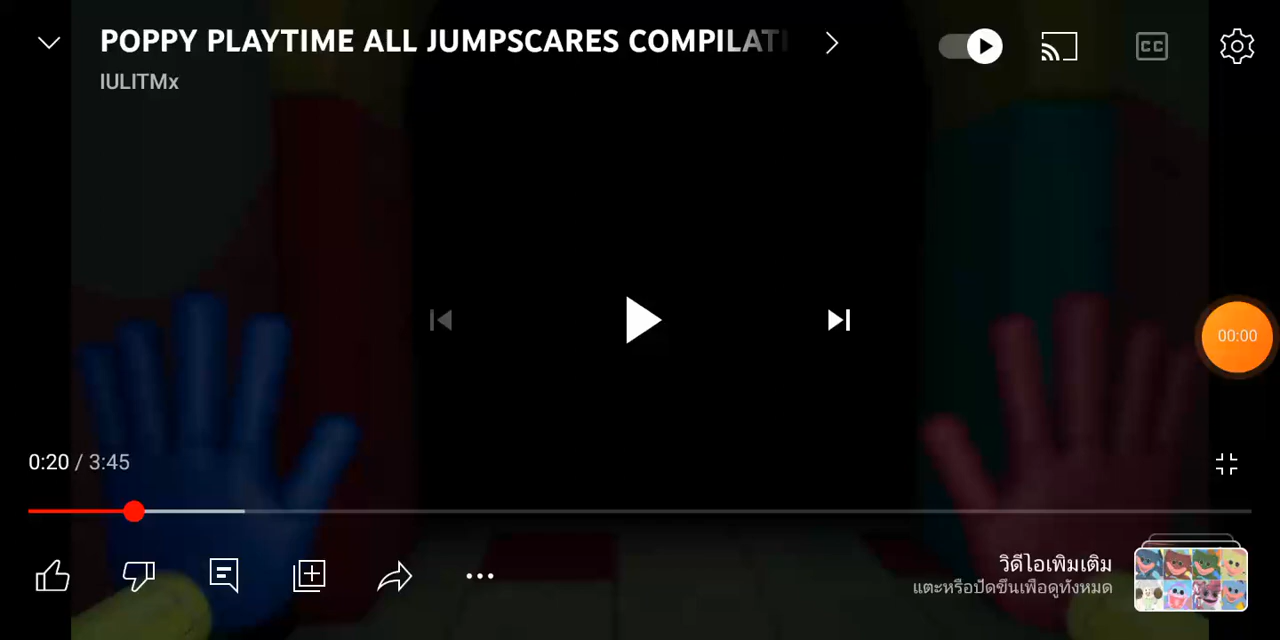 POPPY PLAYTIME ALL JUMPSCARES COMPILATI
IULITMx
CC
00:00
0:20 / 3:45
วิดีโอเพิ่มเติม
แตะหรือปัดขึ้นเพื่อดูทั้งหมด